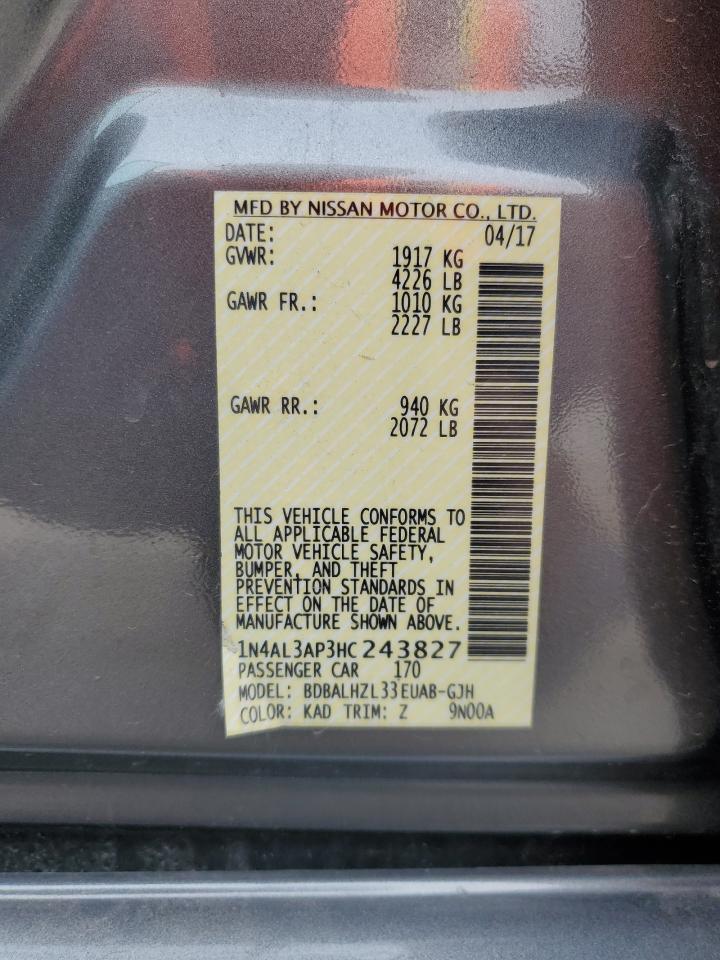 MFD BY NISSAN MOTOR CO., LTD.
DATE: 04/17
GVWR: 1917 KG
4226 LB
GAWR FR.: 1010 KG
2227 LB
GAWR RR.: 940 KG
2072 LB
THIS VEHICLE CONFORMS TO
ALL APPLICABLE FEDERAL
MOTOR VEHICLE SAFETY,
BUMPER, AND THEFT
PREVENTION STANDARDS IN
EFFECT ON THE DATE OF
MANUFACTURE SHOWN ABOVE.
1N4AL3AP3HC243827
PASSENGER CAR 170
MODEL: BDBALHZL33EUAB-GJH
COLOR: KAD TRIM: Z 9N00A